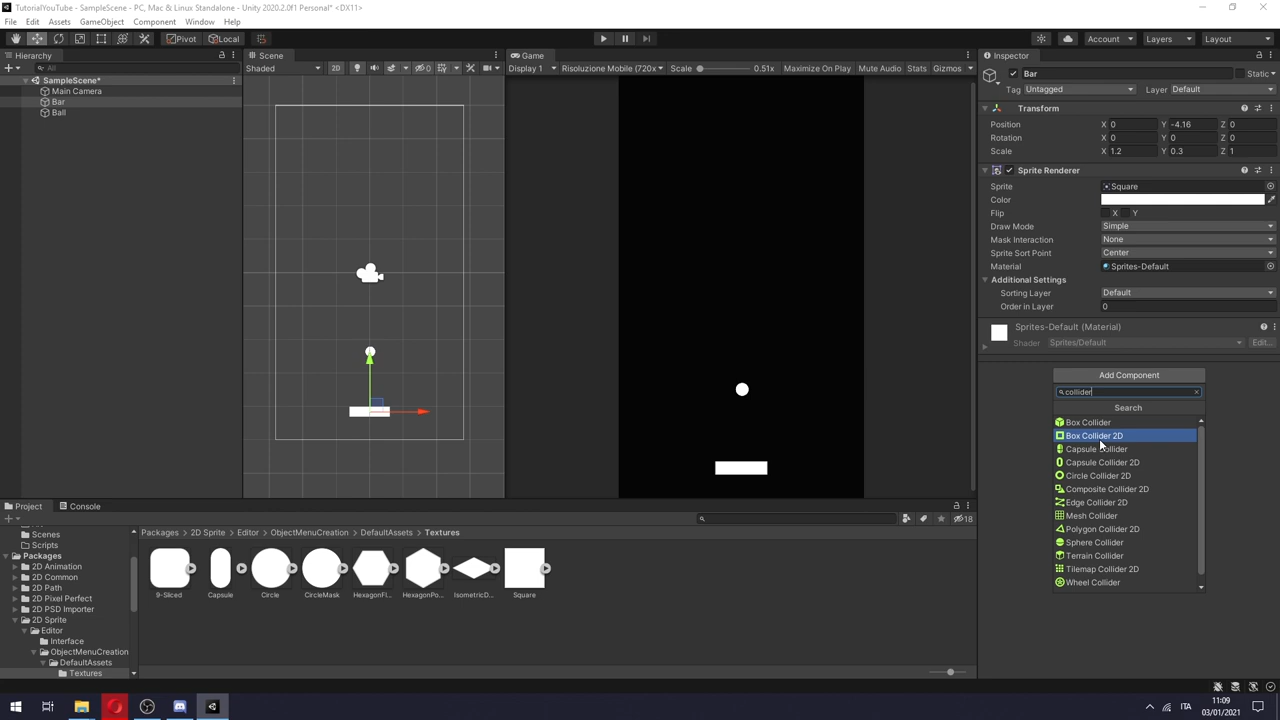 TutorialYouTube - SampleScene - PC, Mac & Linux Standalone - Unity 2020.2.0f1 Personal* <DX11>
File Edit Assets GameObject Component Window Help
Pivot Local Account Layers Layout
Hierarchy
All
SampleScene*
Main Camera
Bar
Ball
Scene
Shaded 2D 0
Game
Display 1 Risoluzione Mobile (720x Scale 0.51x Maximize On Play Mute Audio Stats Gizmos
Inspector
Bar Static
Tag Untagged Layer Default
Transform
Position X 0 Y -4.16 Z 0
Rotation X 0 Y 0 Z 0
Scale X 1.2 Y 0.3 Z 1
Sprite Renderer
Sprite Square
Color
Flip X Y
Draw Mode Simple
Mask Interaction None
Sprite Sort Point Center
Material Sprites-Default
Additional Settings
Sorting Layer Default
Order in Layer 0
Sprites-Default (Material)
Shader Sprites/Default Edit...
Add Component
collider
Search
Box Collider
Box Collider 2D
Capsule Collider
Capsule Collider 2D
Circle Collider 2D
Composite Collider 2D
Edge Collider 2D
Mesh Collider
Polygon Collider 2D
Sphere Collider
Terrain Collider
Tilemap Collider 2D
Wheel Collider
Project Console
18
Scenes
Scripts
Packages
2D Animation
2D Common
2D Path
2D Pixel Perfect
2D PSD Importer
2D Sprite
Editor
Interface
ObjectMenuCreation
DefaultAssets
Textures
Packages > 2D Sprite > Editor > ObjectMenuCreation > DefaultAssets > Textures
9-Sliced Capsule Circle CircleMask HexagonFl... HexagonPo... IsometricD... Square
ITA
11:09
03/01/2021